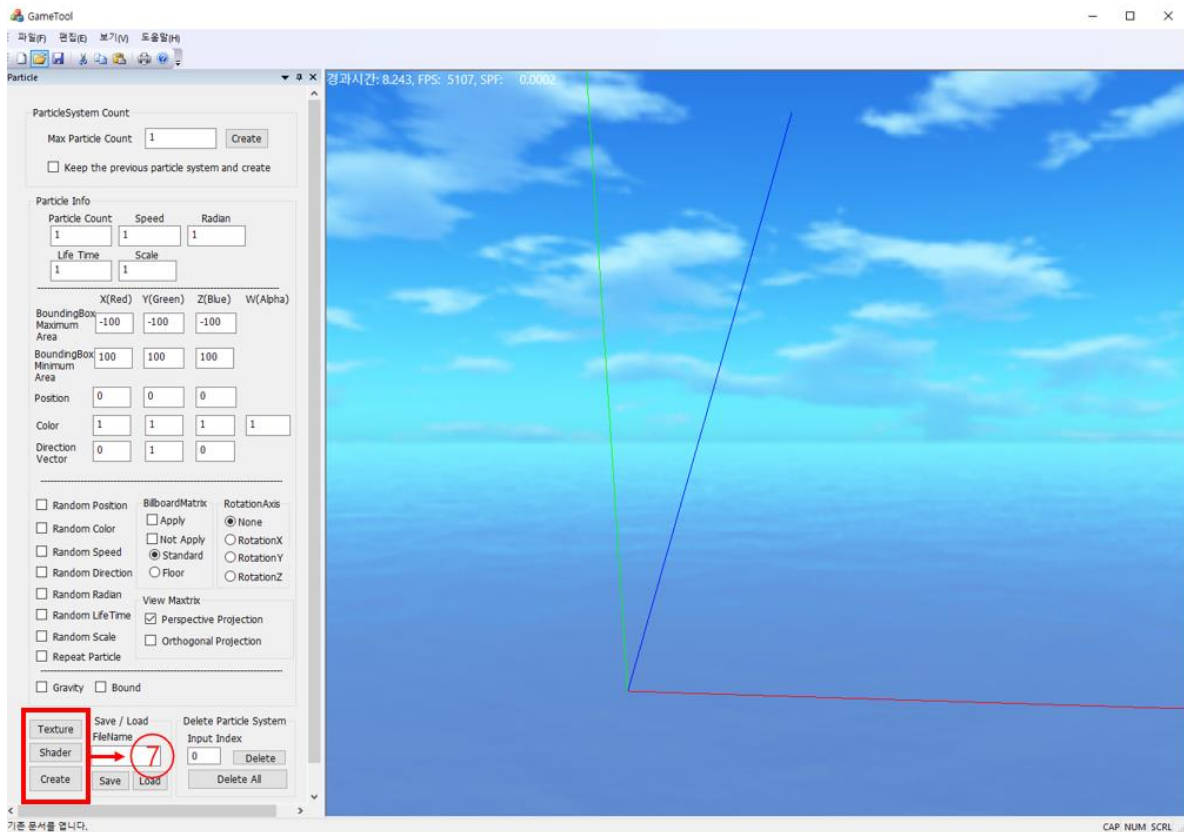 GameTool
파일(F) 편집(E) 보기(V) 도움말(H)
Particle
경과시간: 8.243, FPS: 5107, SPF: 0.0002
ParticleSystem Count
Max Particle Count 1 Create
Keep the previous particle system and create
Particle Info
Particle Count Speed Radian
1 1 1
Life Time Scale
1 1
X(Red) Y(Green) Z(Blue) W(Alpha)
BoundingBox
Maximum
Area
-100 -100 -100
BoundingBox
Minimum
Area
100 100 100
Position 0 0 0
Color 1 1 1 1
Direction
Vector
0 1 0
Random Position
Random Color
Random Speed
Random Direction
Random Radian
Random LifeTime
Random Scale
Repeat Particle
BillboardMatrix
Apply
Not Apply
Standard
Floor
RotationAxis
None
RotationX
RotationY
RotationZ
View Maxtrix
Perspective Projection
Orthogonal Projection
Gravity Bound
Texture
Shader
Create
Save / Load
FileName
7
Save Load
Delete Particle System
Input Index
0 Delete
Delete All
기존 문서를 엽니다.
CAP NUM SCRL